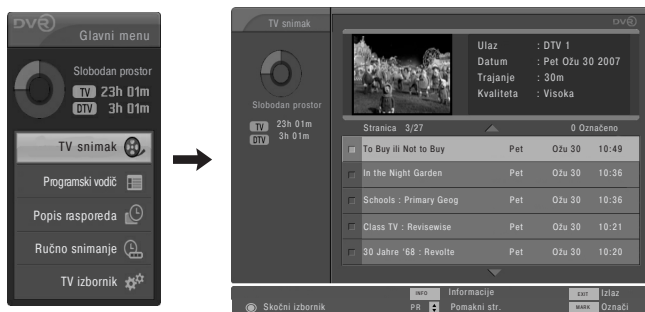 DVR
Glavni menu
Slobodan prostor
TV 23h 01m
DTV 3h 01m
TV snimak
Programski vodič
Popis rasporeda
Ručno snimanje
TV izbornik
TV snimak
DVR
Slobodan prostor
TV 23h 01m
DTV 3h 01m
Ulaz : DTV 1
Datum : Pet Ožu 30 2007
Trajanje : 30m
Kvaliteta : Visoka
Stranica 3/27 0 Označeno
To Buy ili Not to Buy Pet Ožu 30 10:49
In the Night Garden Pet Ožu 30 10:36
Schools : Primary Geog Pet Ožu 30 10:36
Class TV : Revisewise Pet Ožu 30 10:21
30 Jahre '68 : Revolte Pet Ožu 30 10:20
INFO Informacije EXIT Izlaz
Skočni izbornik PR Pomakni str. MARK Označi